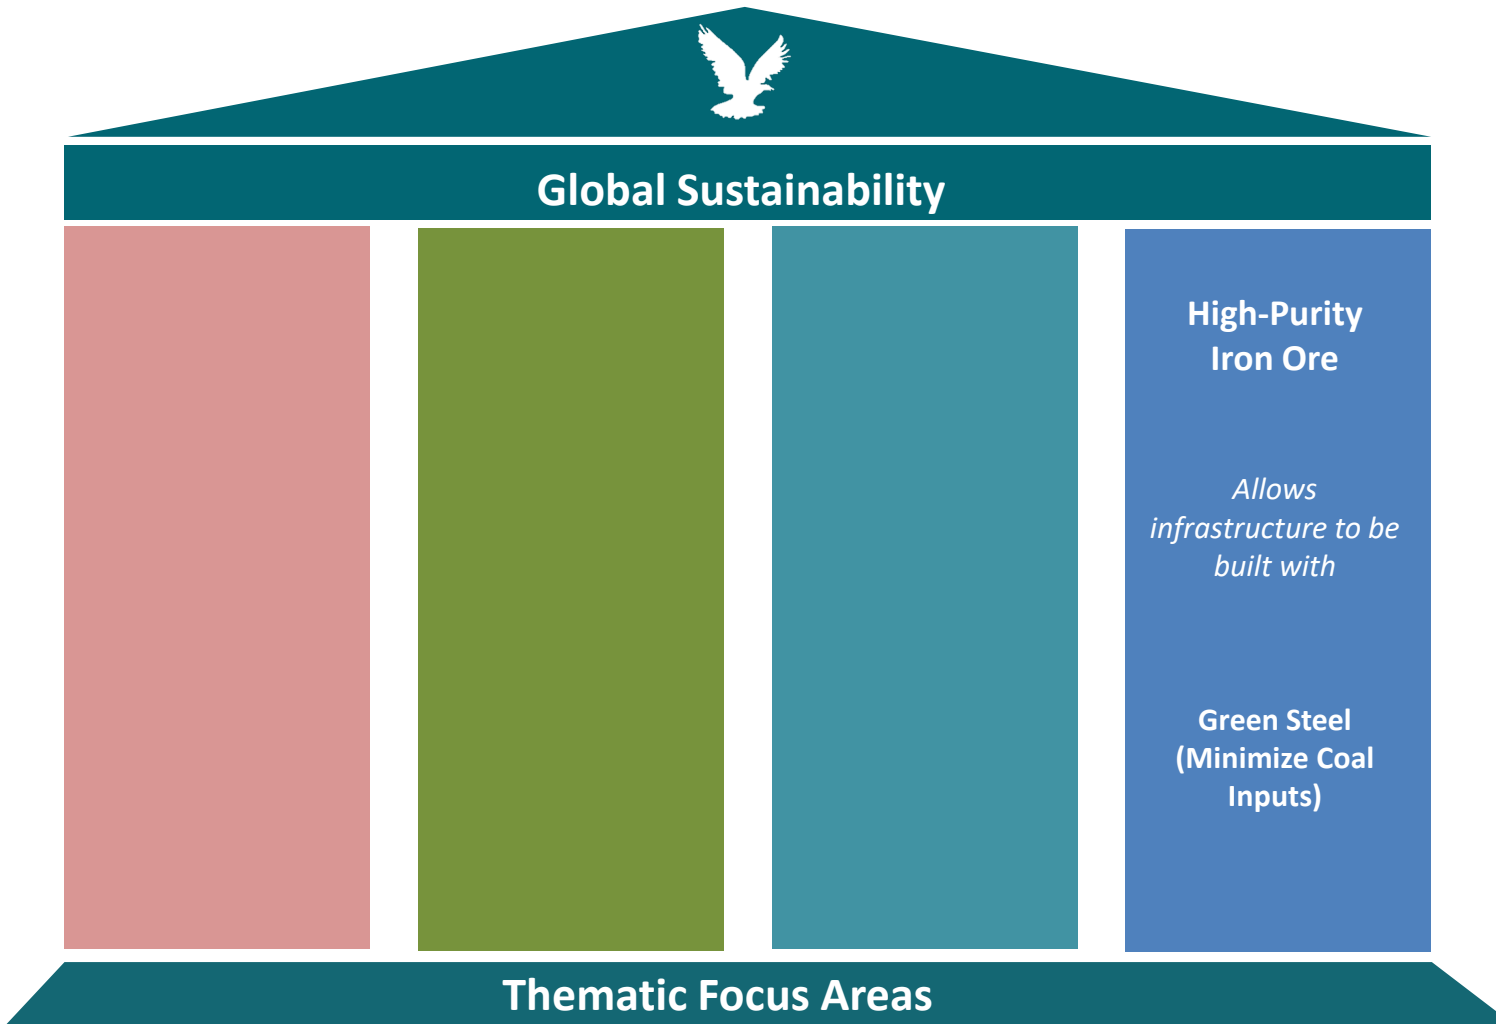 Global Sustainability
High-Purity
Iron Ore
Allows
infrastructure to be
built with
Green Steel
(Minimize Coal
Inputs)
Thematic Focus Areas